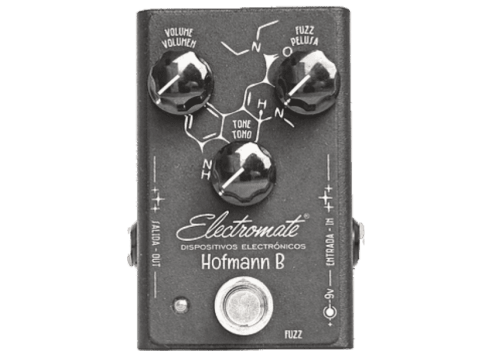 VOLUME
VOLUMEN
FUZZ
PELUSA
N
O
H
N
TONE
TONO
N
H
Electromate®
DISPOSITIVOS ELECTRÓNICOS
Hofmann B
SALIDA - OUT
ENTRADA - IN
9v
+
FUZZ